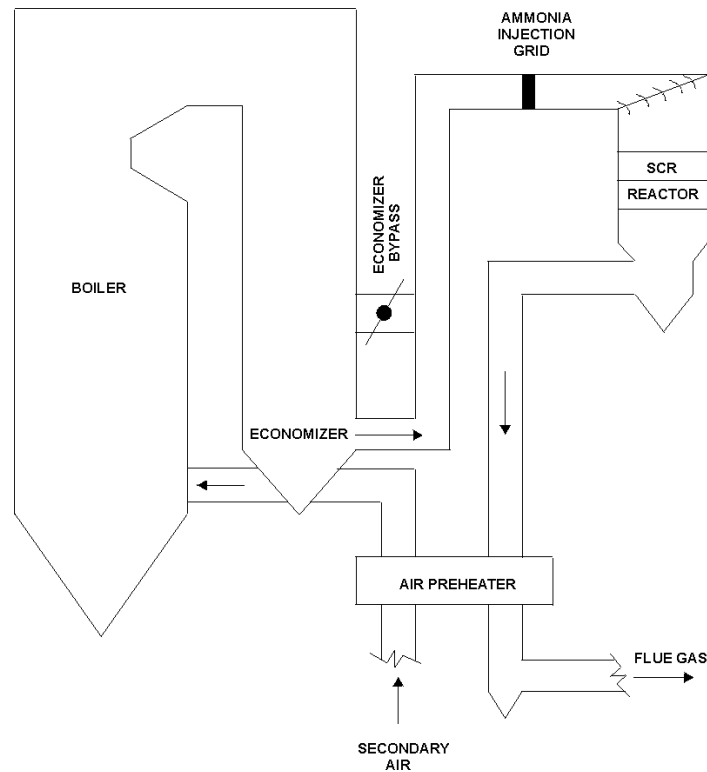 AMMONIA
INJECTION
GRID
SCR
REACTOR
ECONOMIZER
BYPASS
BOILER
ECONOMIZER
AIR PREHEATER
FLUE GAS
SECONDARY
AIR